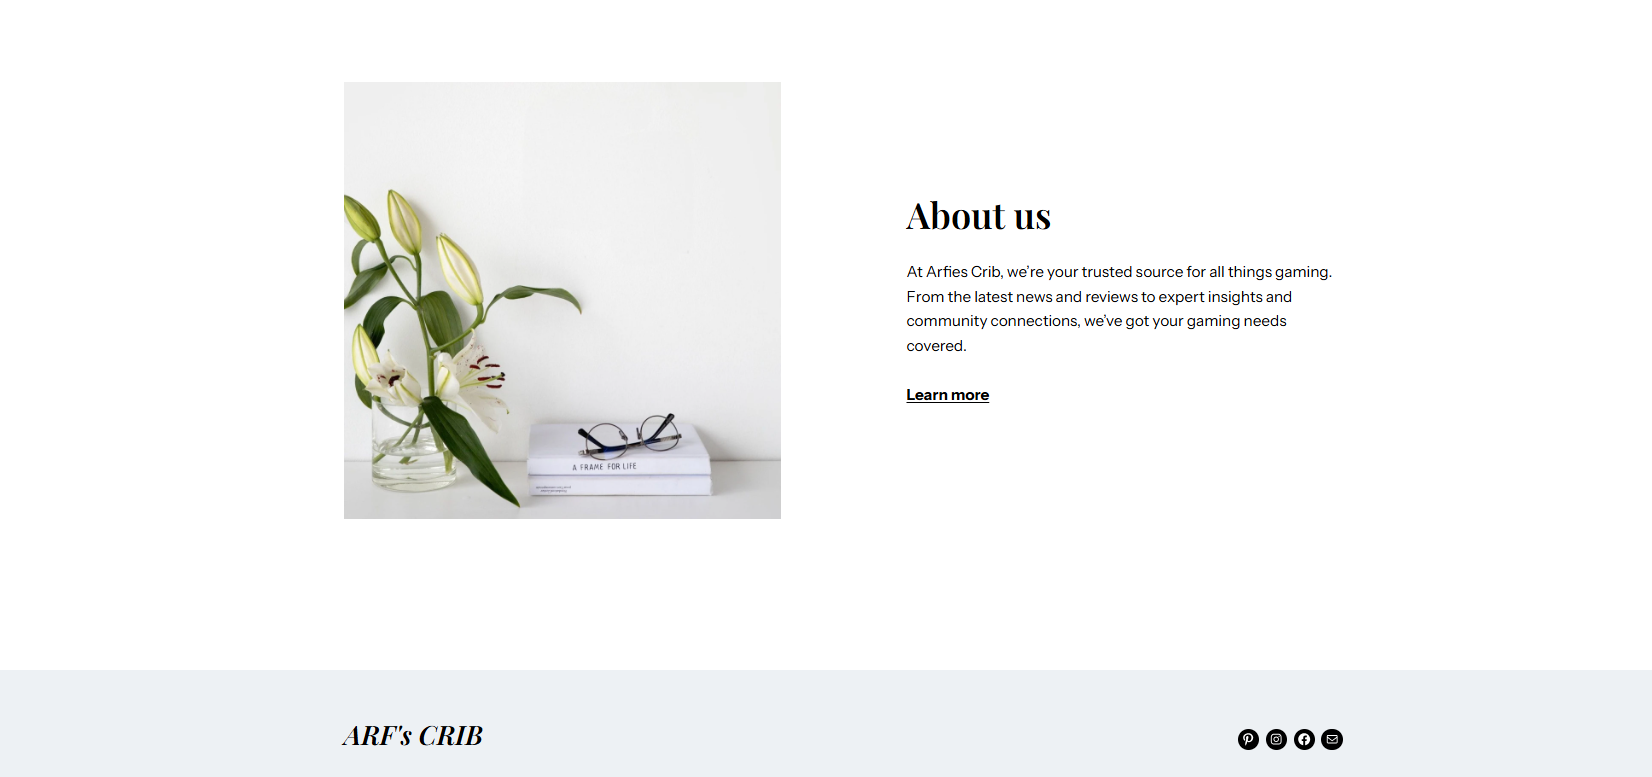 About us
At Arfies Crib, we’re your trusted source for all things gaming.
From the latest news and reviews to expert insights and
community connections, we’ve got your gaming needs
covered.
Learn more
A FRAME FOR LIFE
ARF's CRIB